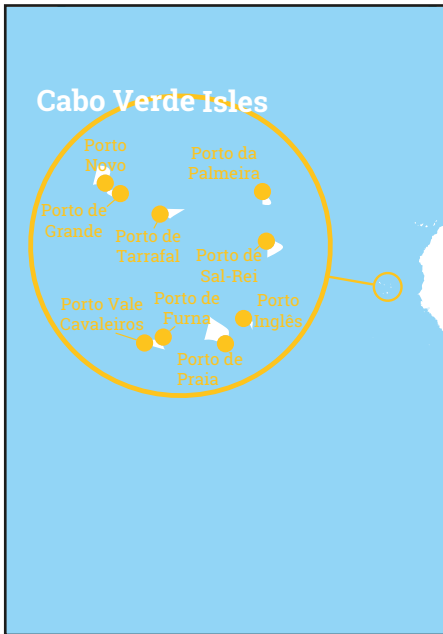 Cabo Verde Isles
Porto
Novo
Porto da
Palmeira
Porto de
Grande
Porto de
Tarrafal
Porto de
Sal-Rei
Porto Vale
Cavaleiros
Porto de
Furna
Porto
Inglés
Porto de
Praia